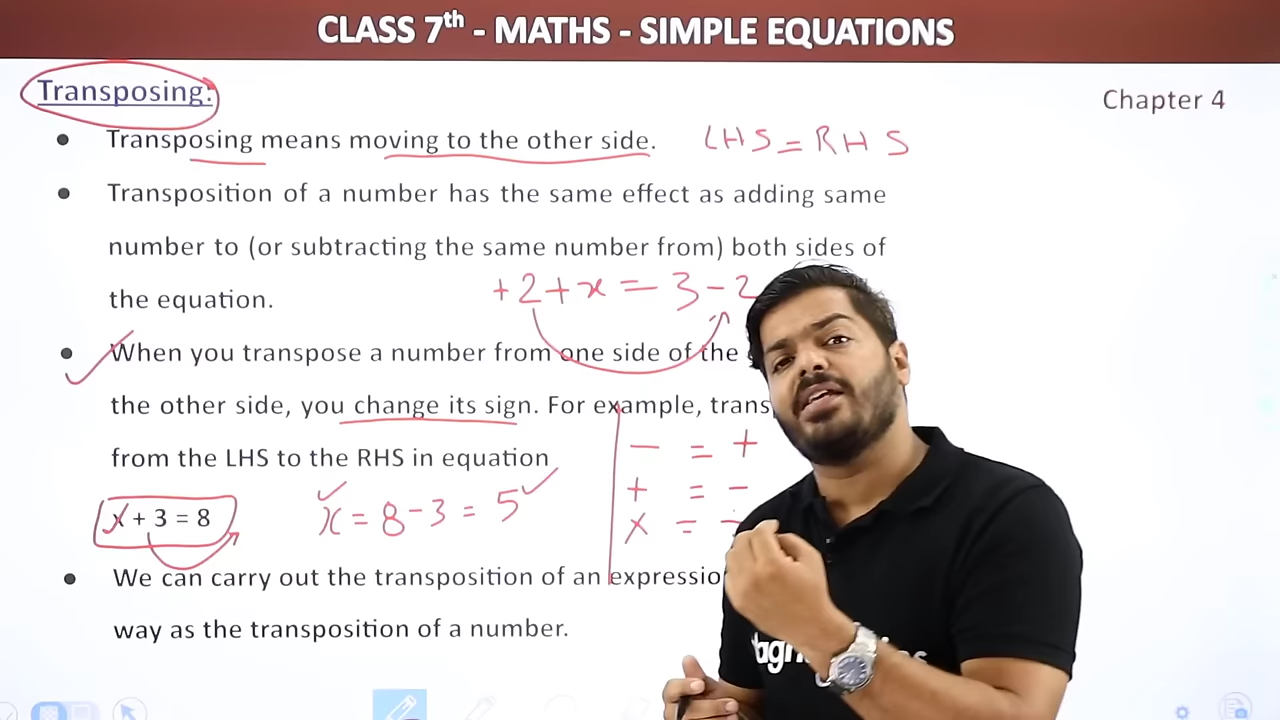 CLASS 7th - MATHS - SIMPLE EQUATIONS
Transposing:
Chapter 4
• Transposing means moving to the other side. LHS = RHS
• Transposition of a number has the same effect as adding same
number to (or subtracting the same number from) both sides of
the equation.
+2+x = 3-2
• When you transpose a number from one side of the
the other side, you change its sign. For example,
from the LHS to the RHS in equation
- = +
+ = -
x + 3 = 8
x = 8-3 = 5
× =
• We can carry out the transposition of an
way as the transposition of a number.